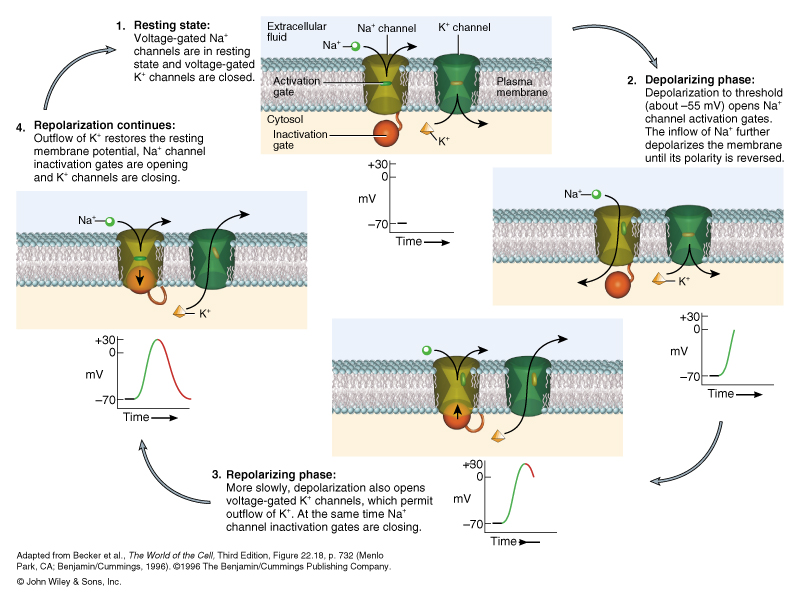 1. Resting state:
Voltage-gated Na⁺
channels are in resting
state and voltage-gated
K⁺ channels are closed.
Extracellular
fluid
Na⁺ channel
K⁺ channel
Na⁺
Activation
gate
Plasma
membrane
Cytosol
Inactivation
gate
K⁺
+30
0
mV
–70
Time
2. Depolarizing phase:
Depolarization to threshold
(about –55 mV) opens Na⁺
channel activation gates.
The inflow of Na⁺ further
depolarizes the membrane
until its polarity is reversed.
Na⁺
K⁺
+30
0
mV
–70
Time
3. Repolarizing phase:
More slowly, depolarization also opens
voltage-gated K⁺ channels, which permit
outflow of K⁺. At the same time Na⁺
channel inactivation gates are closing.
+30
0
mV
–70
Time
4. Repolarization continues:
Outflow of K⁺ restores the resting
membrane potential, Na⁺ channel
inactivation gates are opening
and K⁺ channels are closing.
Na⁺
K⁺
+30
0
mV
–70
Time
Adapted from Becker et al., The World of the Cell, Third Edition, Figure 22.18, p. 732 (Menlo
Park, CA; Benjamin/Cummings, 1996). ©1996 The Benjamin/Cummings Publishing Company.
© John Wiley & Sons, Inc.